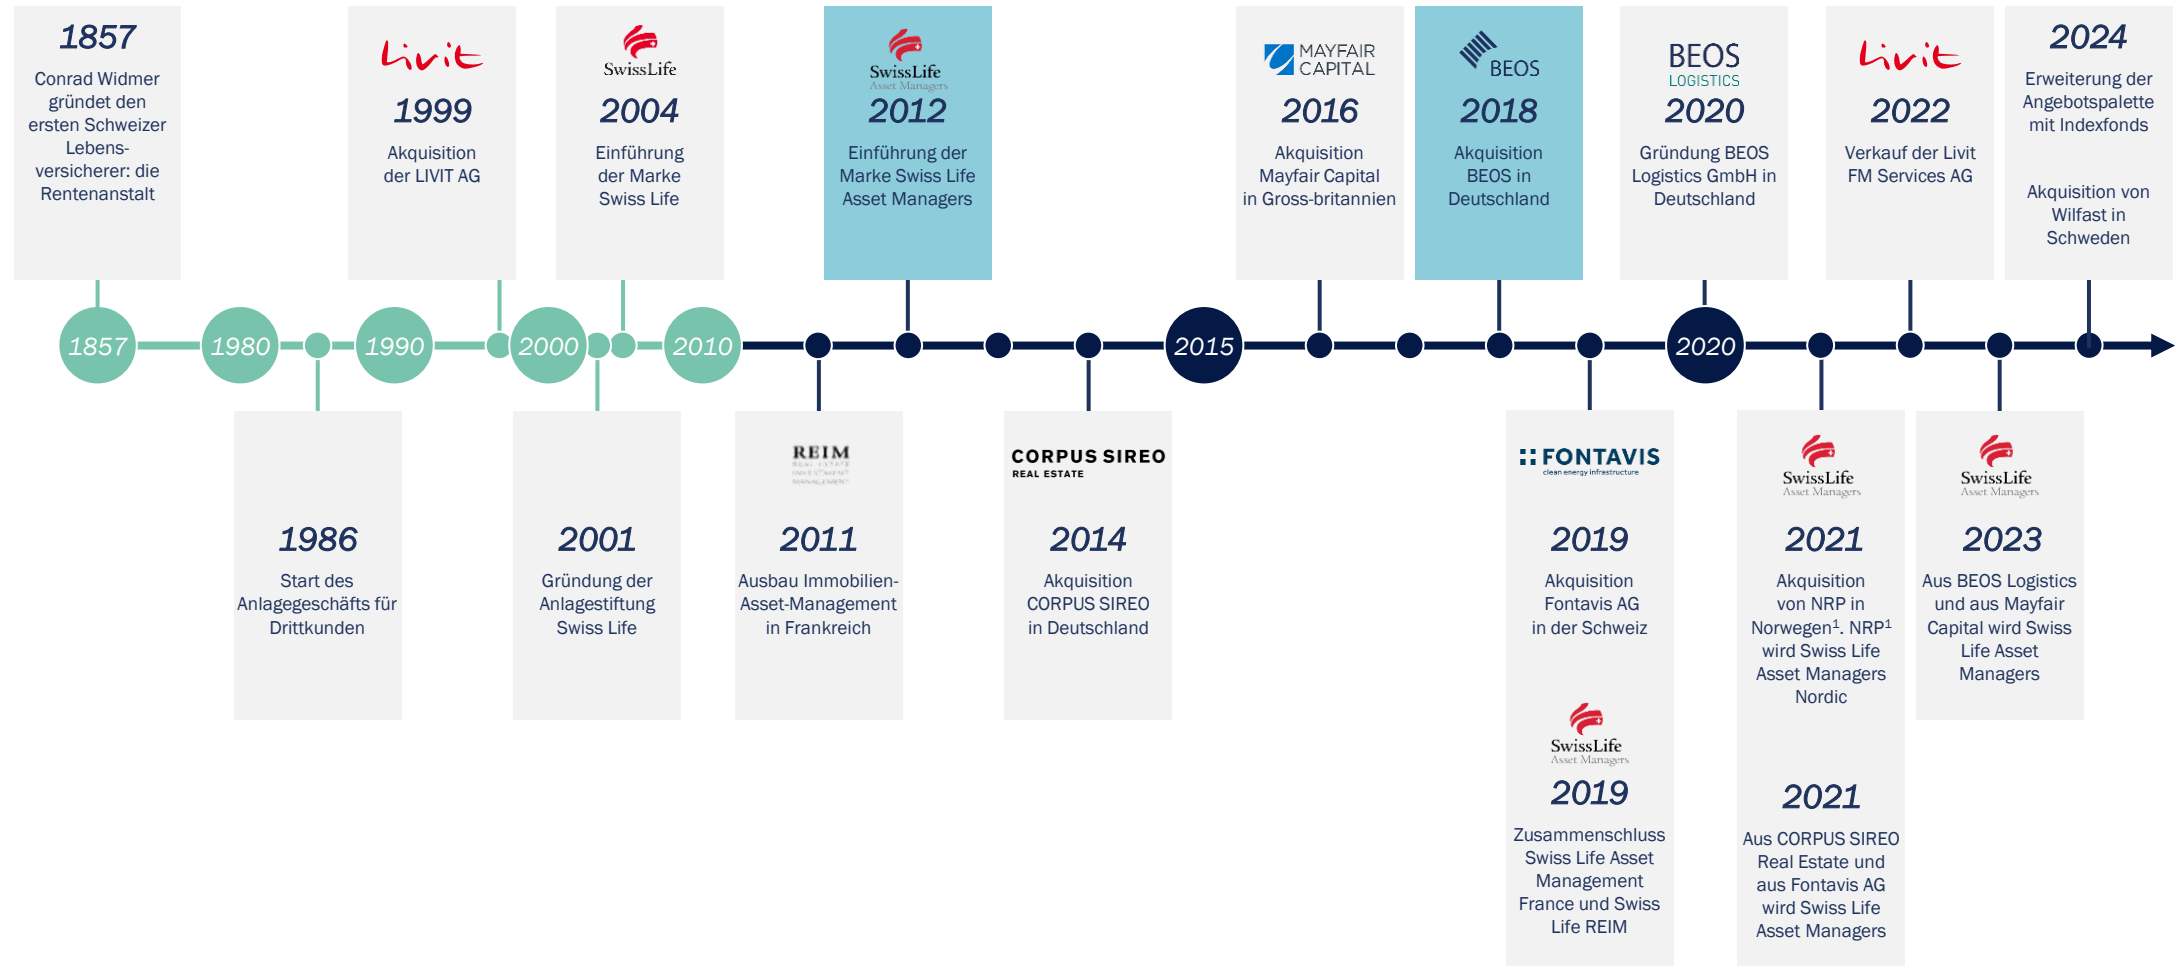 1857
Conrad Widmer
gründet den
ersten Schweizer
Lebens-
versicherer: die
Rentenanstalt
Livit
1999
Akquisition
der LIVIT AG
SwissLife
2004
Einführung
der Marke
Swiss Life
SwissLife
Asset Managers
2012
Einführung der
Marke Swiss Life
Asset Managers
MAYFAIR
CAPITAL
2016
Akquisition
Mayfair Capital
in Gross-britannien
BEOS
2018
Akquisition
BEOS in
Deutschland
BEOS
LOGISTICS
2020
Gründung BEOS
Logistics GmbH in
Deutschland
Livit
2022
Verkauf der Livit
FM Services AG
2024
Erweiterung der
Angebotspalette
mit Indexfonds
Akquisition von
Wilfast in
Schweden
1857
1980
1990
2000
2010
2015
2020
1986
Start des
Anlagegeschäfts für
Drittkunden
2001
Gründung der
Anlagestiftung
Swiss Life
REIM
REAL ESTATE
INVESTMENT
MANAGEMENT
2011
Ausbau Immobilien-
Asset-Management
in Frankreich
CORPUS SIREO
REAL ESTATE
2014
Akquisition
CORPUS SIREO
in Deutschland
FONTAVIS
clean energy infrastructure
2019
Akquisition
Fontavis AG
in der Schweiz
SwissLife
Asset Managers
2019
Zusammenschluss
Swiss Life Asset
Management
France und Swiss
Life REIM
SwissLife
Asset Managers
2021
Akquisition
von NRP in
Norwegen¹. NRP¹
wird Swiss Life
Asset Managers
Nordic
2021
Aus CORPUS SIREO
Real Estate und
aus Fontavis AG
wird Swiss Life
Asset Managers
SwissLife
Asset Managers
2023
Aus BEOS Logistics
und aus Mayfair
Capital wird Swiss
Life Asset
Managers